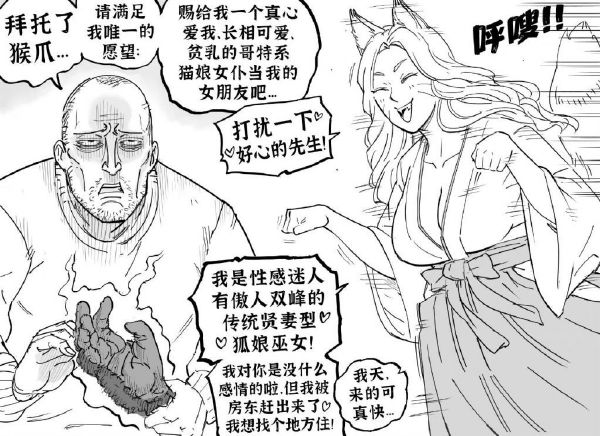 拜托了
猴爪…
请满足
我唯一的
愿望:
赐给我一个真心
爱我,长相可爱,
贫乳的哥特系
猫娘女仆当我的
女朋友吧…
呼嗖!!
打扰一下
好心的先生!
我是性感迷人
有傲人双峰的
传统贤妻型
狐娘巫女!
我对你是没什么
感情的啦,但我被
房东赶出来了
我想找个地方住!
我天,
来的可
真快…